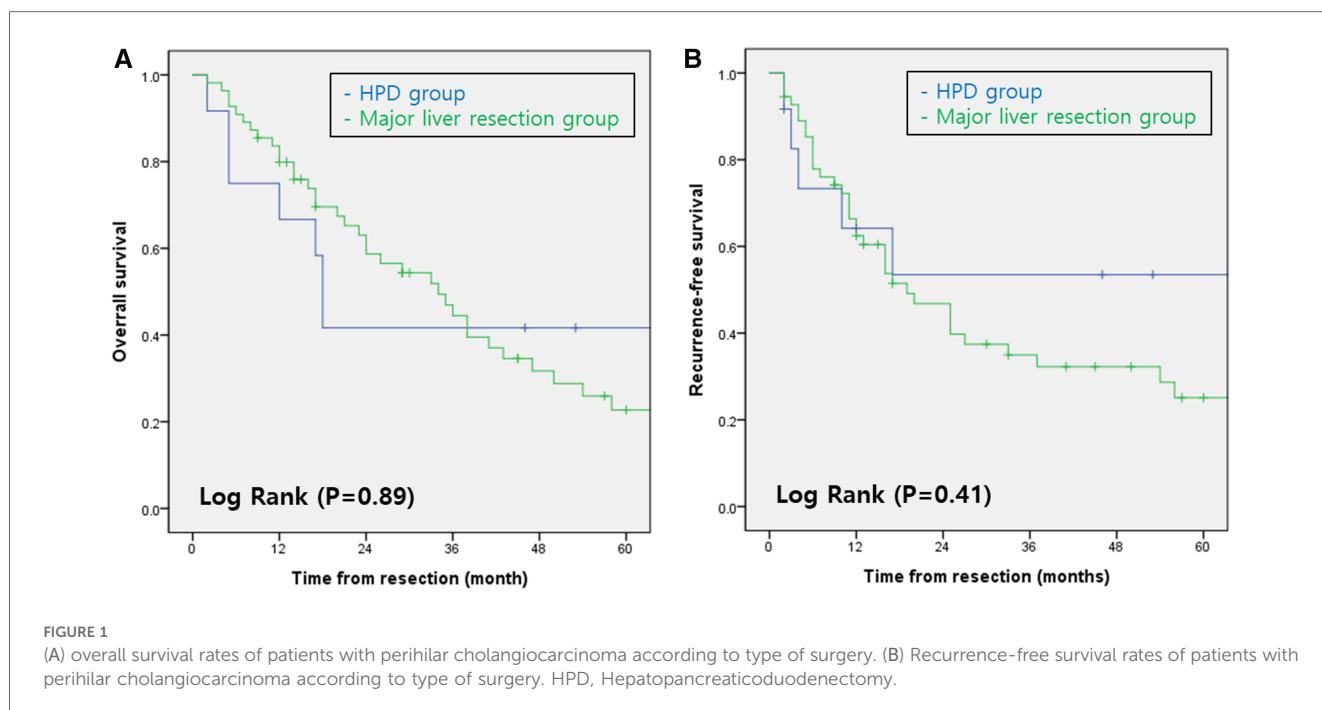 A
- HPD group
- Major liver resection group
Overrall survival
1.0
0.8
0.6
0.4
0.2
0.0
Log Rank (P=0.89)
0 12 24 36 48 60
Time from resection (month)
B
- HPD group
- Major liver resection group
Recurrence-free survival
1.0
0.8
0.6
0.4
0.2
0.0
Log Rank (P=0.41)
0 12 24 36 48 60
Time from resection (months)
FIGURE 1
(A) overall survival rates of patients with perihilar cholangiocarcinoma according to type of surgery. (B) Recurrence-free survival rates of patients with
perihilar cholangiocarcinoma according to type of surgery. HPD, Hepatopancreaticoduodenectomy.